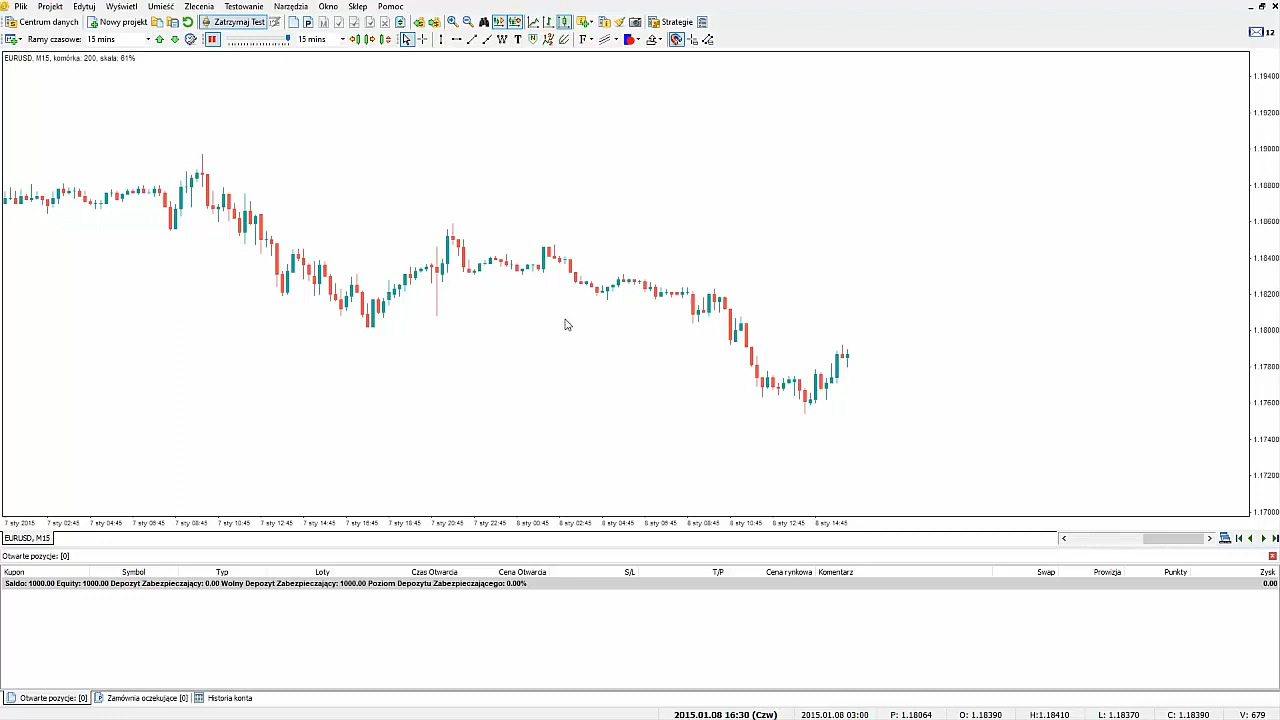 Plik Projekt Edytuj Wyświetl Umieść Zlecenia Testowanie Narzędzia Okno Sklep Pomoc
Centrum danych Nowy projekt Zatrzymaj Test Strategie
Ramy czasowe: 15 mins 15 mins 12
EURUSD, M15, komórka: 200, skala: 61%
1.19400
1.19200
1.19000
1.18800
1.18600
1.18400
1.18200
1.18000
1.17800
1.17600
1.17400
1.17200
1.17000
7 sty 2015 7 sty 02:45 7 sty 04:45 7 sty 06:45 7 sty 08:45 7 sty 10:45 7 sty 12:45 7 sty 14:45 7 sty 16:45 7 sty 18:45 7 sty 20:45 7 sty 22:45 8 sty 00:45 8 sty 02:45 8 sty 04:45 8 sty 06:45 8 sty 08:45 8 sty 10:45 8 sty 12:45 8 sty 14:45
EURUSD, M15
Otwarte pozycje: [0]
Kupon Symbol Typ Loty Czas Otwarcia Cena Otwarcia S/L T/P Cena rynkowa Komentarz Swap Prowizja Punkty Zysk
Saldo: 1000.00 Equity: 1000.00 Depozyt Zabezpieczający: 0.00 Wolny Depozyt Zabezpieczający: 1000.00 Poziom Depozytu Zabezpieczającego: 0.00% 0.00
Otwarte pozycje: [0] Zamównia oczekujące [0] Historia konta
2015.01.08 16:30 (Czw) 2015.01.08 03:00 P: 1.18064 O: 1.18390 H:1.18410 L: 1.18370 C: 1.18390 V: 679